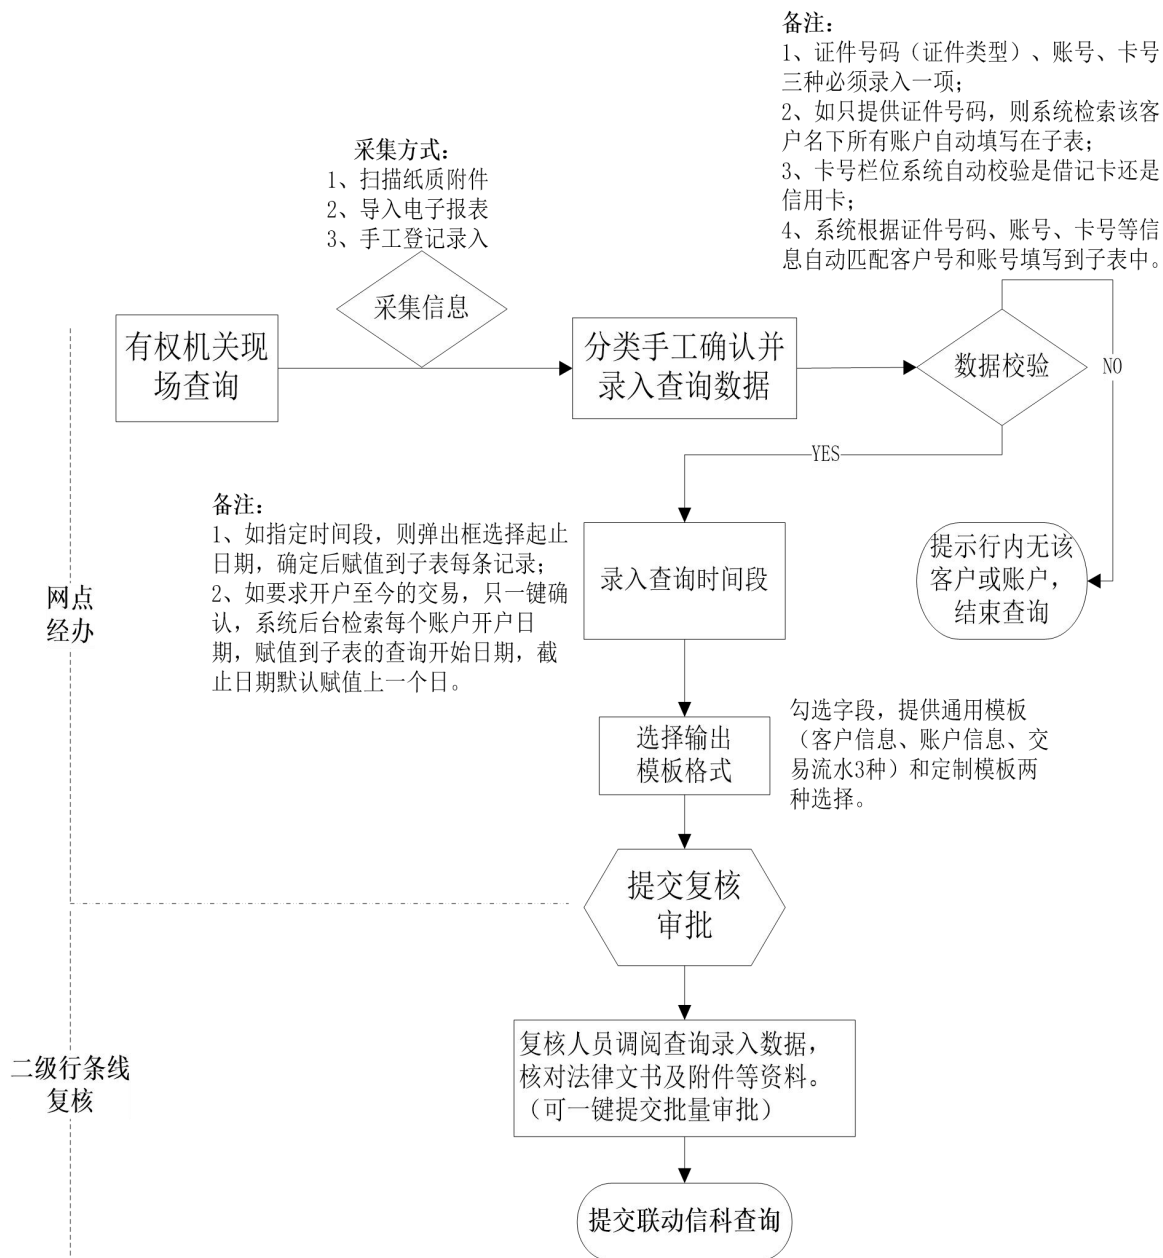 备注：
1、证件号码（证件类型）、账号、卡号
三种必须录入一项；
2、如只提供证件号码，则系统检索该客
户名下所有账户自动填写在子表；
3、卡号栏位系统自动校验是借记卡还是
信用卡；
4、系统根据证件号码、账号、卡号等信
息自动匹配客户号和账号填写到子表中。
采集方式：
1、扫描纸质附件
2、导入电子报表
3、手工登记录入
采集信息
有权机关现
场查询
分类手工确认并
录入查询数据
数据校验
NO
YES
备注：
1、如指定时间段，则弹出框选择起止
日期，确定后赋值到子表每条记录；
2、如要求开户至今的交易，只一键确
认，系统后台检索每个账户开户日
期，赋值到子表的查询开始日期，截
止日期默认赋值上一个日。
录入查询时间段
提示行内无该
客户或账户，
结束查询
网点
经办
选择输出
模板格式
勾选字段，提供通用模板
（客户信息、账户信息、交
易流水3种）和定制模板两
种选择。
提交复核
审批
二级行条线
复核
复核人员调阅查询录入数据，
核对法律文书及附件等资料。
（可一键提交批量审批）
提交联动信科查询